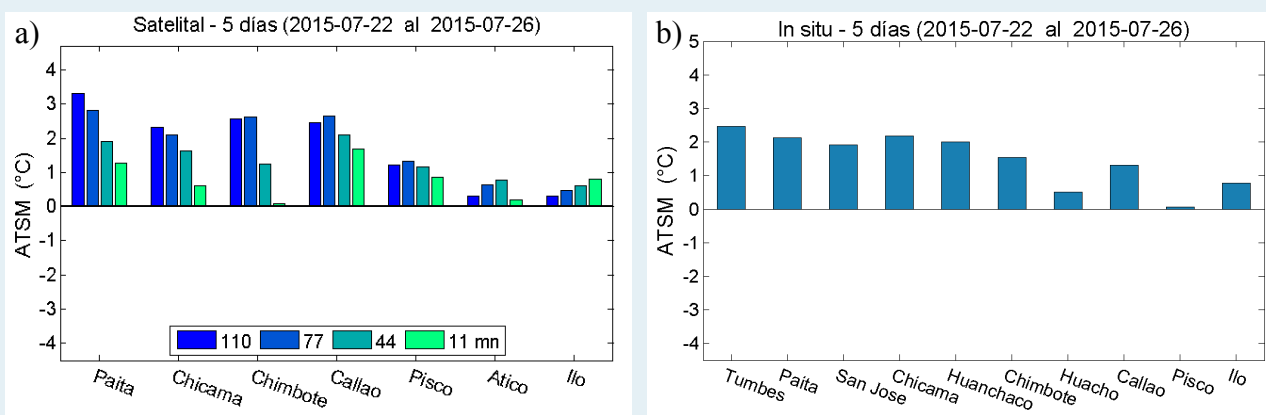 a)
Satelital - 5 días (2015-07-22 al 2015-07-26)
4
3
2
1
0
-1
-2
-3
-4
ATSM (°C)
110 77 44 11 mn
Paita Chicama Chimbote Callao Pisco Atico Ilo
b)
In situ - 5 días (2015-07-22 al 2015-07-26)
5
4
3
2
1
0
-1
-2
-3
-4
ATSM (°C)
Tumbes Paita San Jose Chicama Huanchaco Chimbote Huacho Callao Pisco Ilo